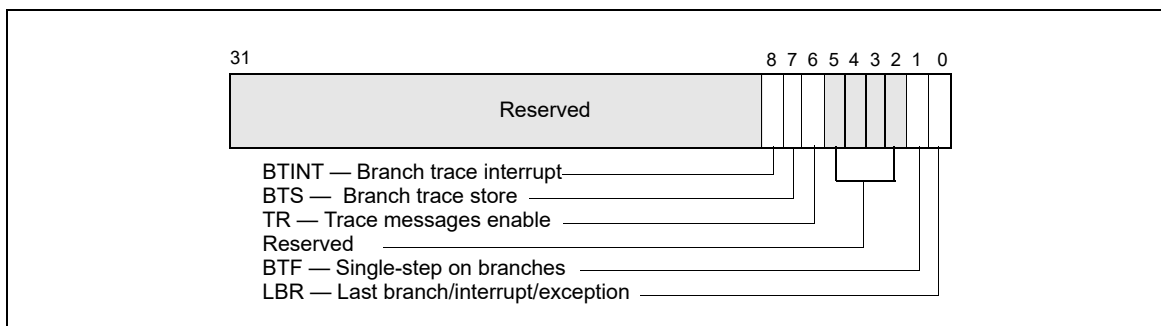 31 8 7 6 5 4 3 2 1 0
Reserved
BTINT — Branch trace interrupt
BTS — Branch trace store
TR — Trace messages enable
Reserved
BTF — Single-step on branches
LBR — Last branch/interrupt/exception